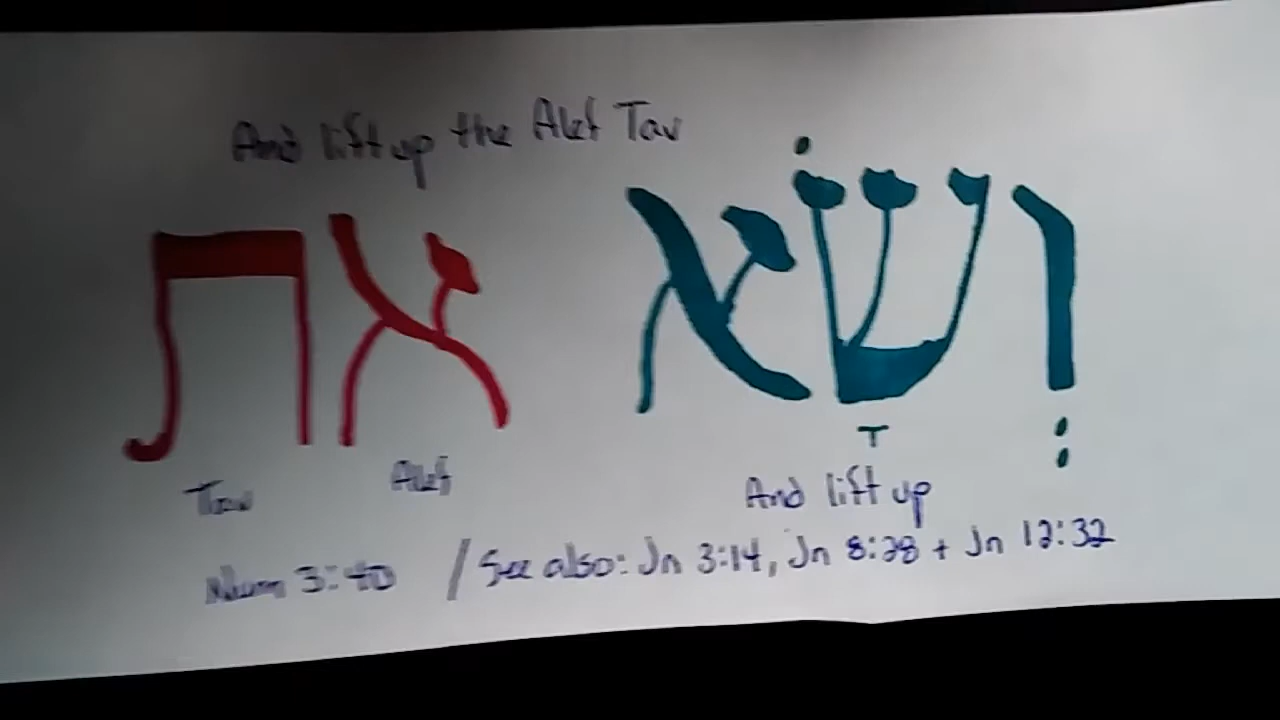 And lift up the Alef Tav
וְשָׂא את
Tav Alef And lift up
Num 3:40 / See also: Jn 3:14, Jn 8:28 + Jn 12:32